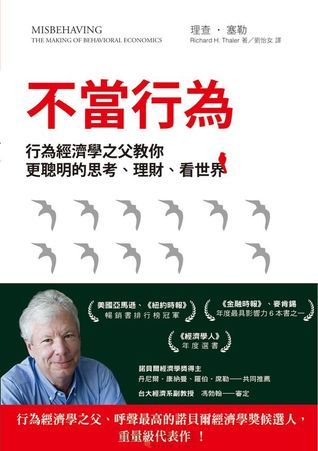 MISBEHAVING
THE MAKING OF BEHAVIORAL ECONOMICS
理查·塞勒
Richard H. Thaler 著／劉怡女 譯
不當行為
行為經濟學之父教你
更聰明的思考、理財、看世界
美國亞馬遜、《紐約時報》
暢銷書排行榜冠軍
《金融時報》、麥肯錫
年度最具影響力6本書之一
《經濟學人》
年度選書
諾貝爾經濟學獎得主
丹尼爾·康納曼、羅伯·席勒——共同推薦
台大經濟系副教授 馮勃翰——審定
行為經濟學之父、呼聲最高的諾貝爾經濟學獎候選人，
重量級代表作！